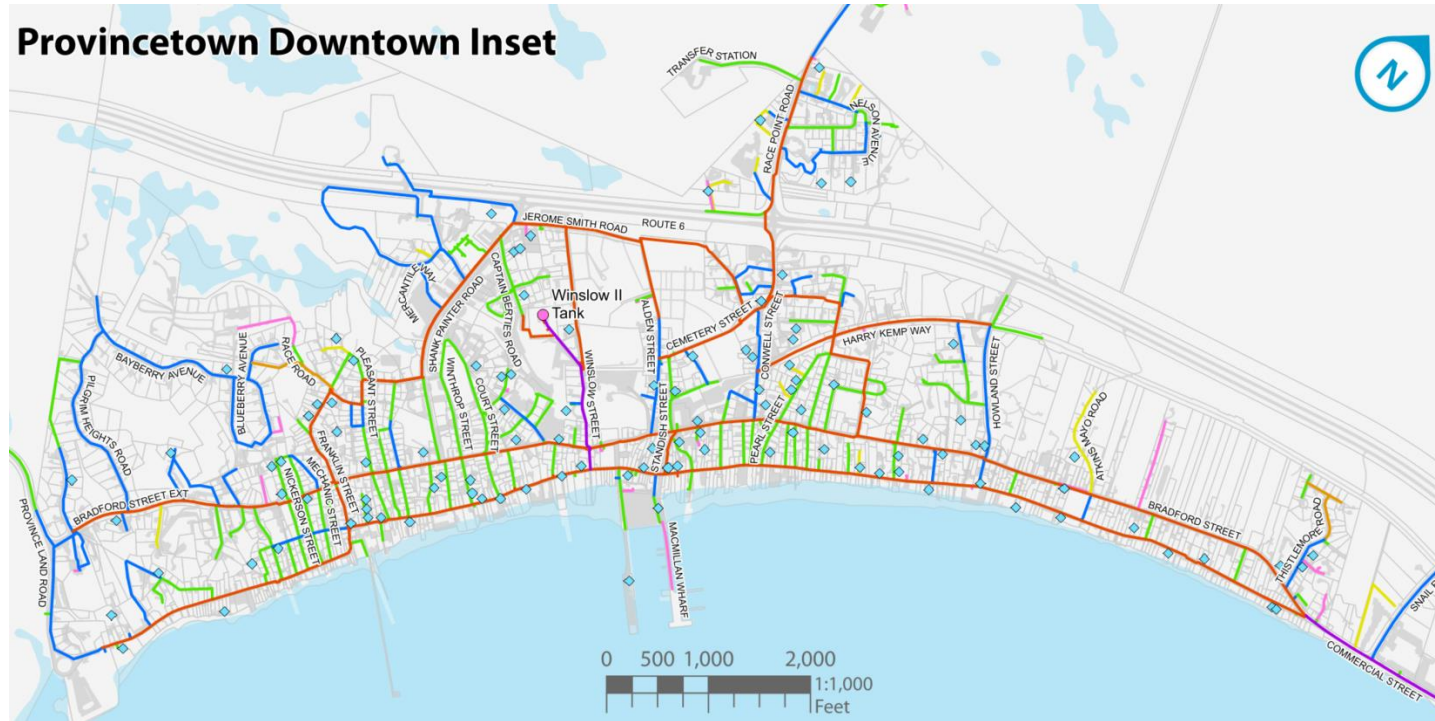 Provincetown Downtown Inset
N
TRANSFER STATION
RACE POINT ROAD
NELSON AVENUE
JEROME SMITH ROAD
ROUTE 6
MERCANTILE WAY
SHANK PAINTER ROAD
CAPTAIN BERTIES ROAD
Winslow II
Tank
ALDEN STREET
CEMETERY STREET
CONWELL STREET
HARRY KEMP WAY
HOWLAND STREET
BAYBERRY AVENUE
BLUEBERRY AVENUE
RACE ROAD
PLEASANT STREET
WINTHROP STREET
COURT STREET
WINSLOW STREET
STANDISH STREET
PEARL STREET
ATKINS MAYO ROAD
PILGRIM HEIGHTS ROAD
FRANKLIN STREET
MECHANIC STREET
NICKERSON STREET
BRADFORD STREET EXT
PROVINCE LAND ROAD
BRADFORD STREET
THISTLEMORE ROAD
MACMILLAN WHARF
SNAIL
COMMERCIAL STREET
0 500 1,000 2,000
1:1,000
Feet